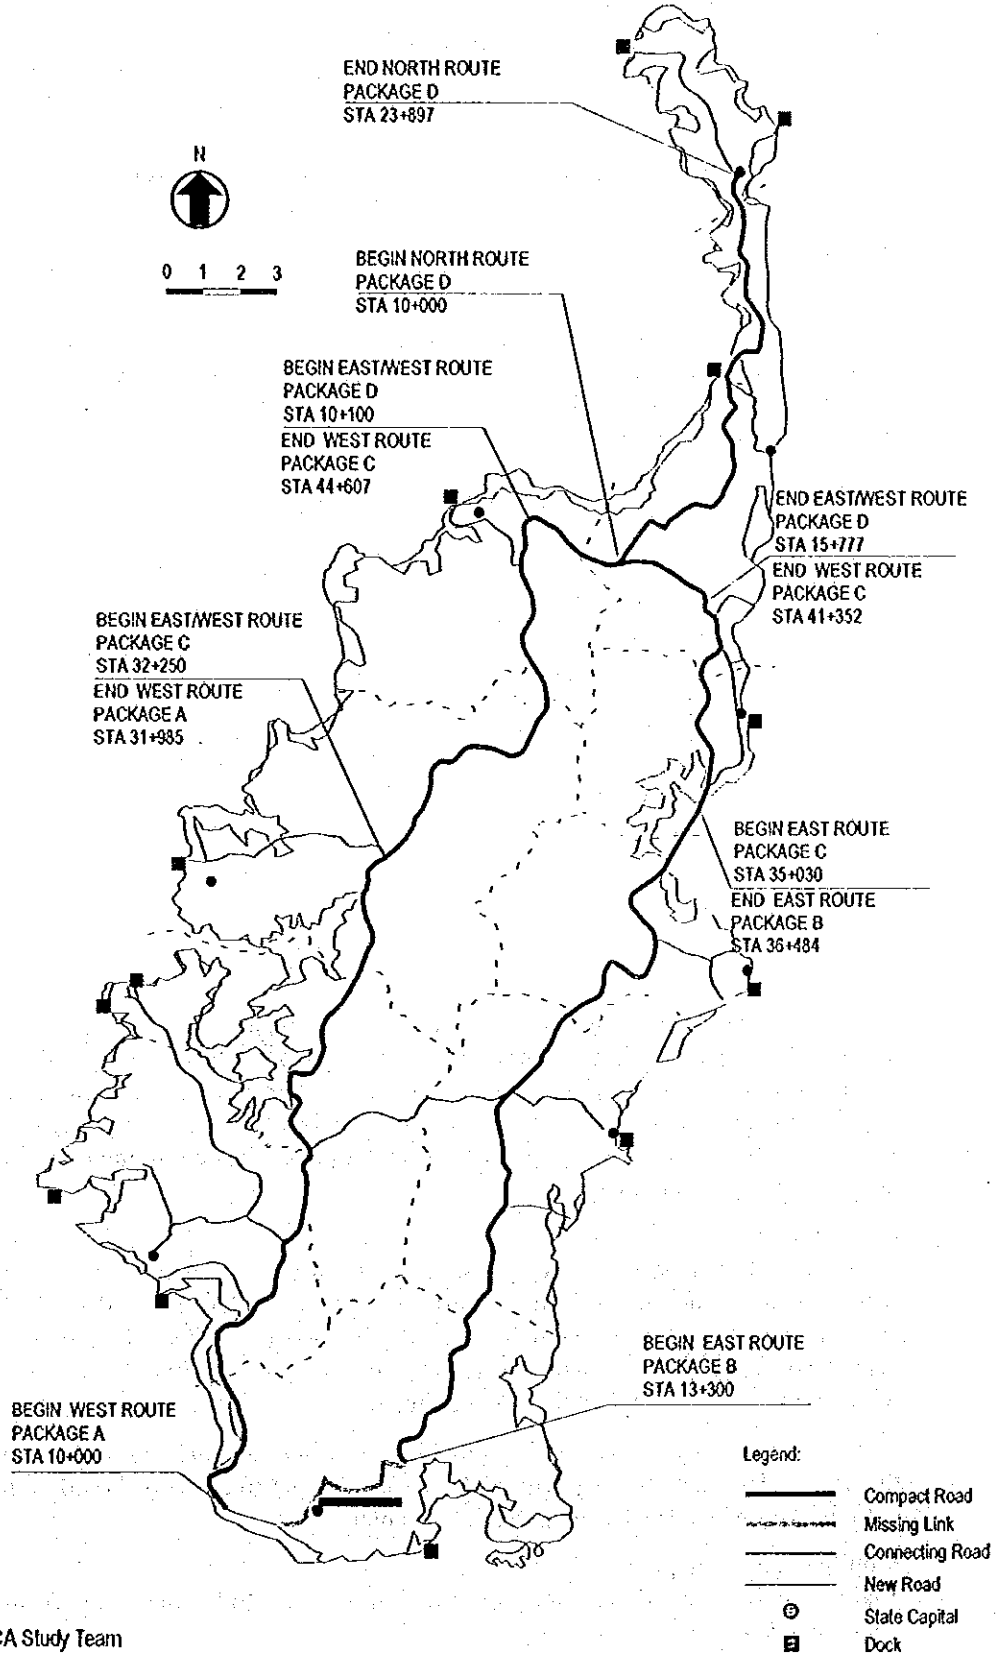 END NORTH ROUTE
PACKAGE D
STA 23+897
N
0 1 2 3
BEGIN NORTH ROUTE
PACKAGE D
STA 10+000
BEGIN EAST/WEST ROUTE
PACKAGE D
STA 10+100
END WEST ROUTE
PACKAGE C
STA 44+607
END EAST/WEST ROUTE
PACKAGE D
STA 15+777
END WEST ROUTE
PACKAGE C
STA 41+352
BEGIN EAST/WEST ROUTE
PACKAGE C
STA 32+250
END WEST ROUTE
PACKAGE A
STA 31+985
BEGIN EAST ROUTE
PACKAGE C
STA 35+030
END EAST ROUTE
PACKAGE B
STA 36+484
BEGIN EAST ROUTE
PACKAGE B
STA 13+300
BEGIN WEST ROUTE
PACKAGE A
STA 10+000
Legend:
Compact Road
Missing Link
Connecting Road
New Road
State Capital
Dock
CA Study Team